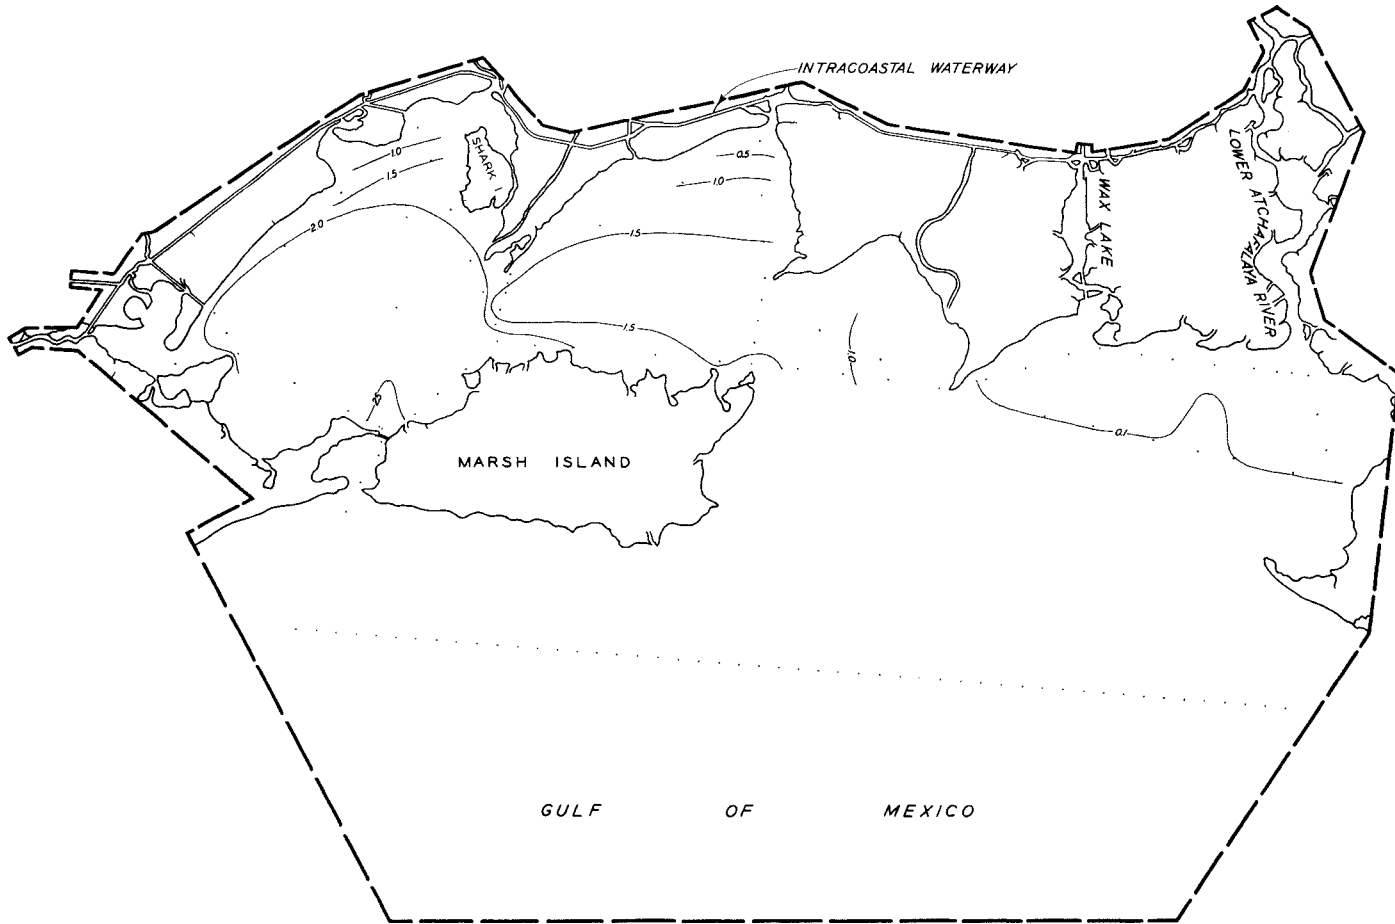 INTRACOASTAL WATERWAY
SHARK I
1.0
1.5
2.0
0.5
1.0
1.5
1.5
1.0
WAX LAKE
LOWER ATCHAFALAYA RIVER
0.1
MARSH ISLAND
GULF OF MEXICO